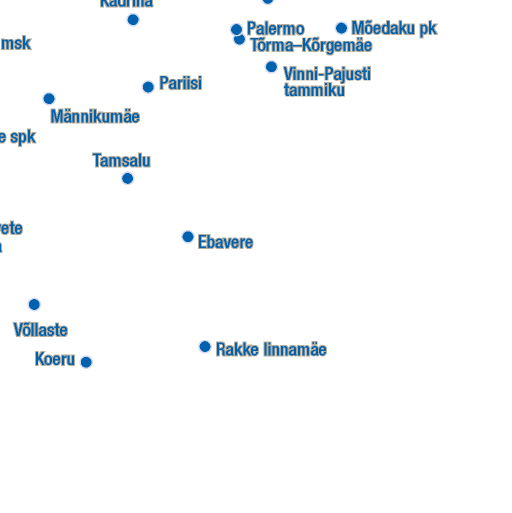 Kadrina
Palermo
Mõedaku pk
msk
Tõrma–Kõrgemäe
Vinni-Pajusti
tammiku
Pariisi
Männikumäe
e spk
Tamsalu
ete
Ebavere
Võllaste
Rakke linnamäe
Koeru